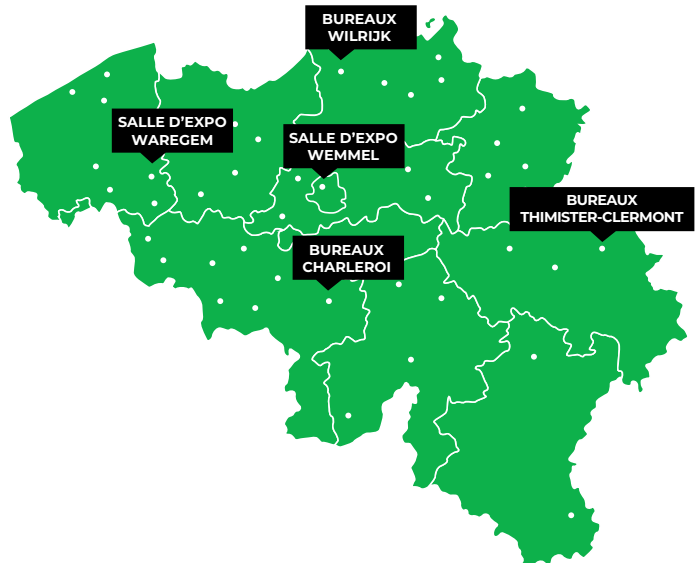 BUREAUX
WILRIJK
SALLE D'EXPO
WAREGEM
SALLE D'EXPO
WEMMEL
BUREAUX
THIMISTER-CLERMONT
BUREAUX
CHARLEROI